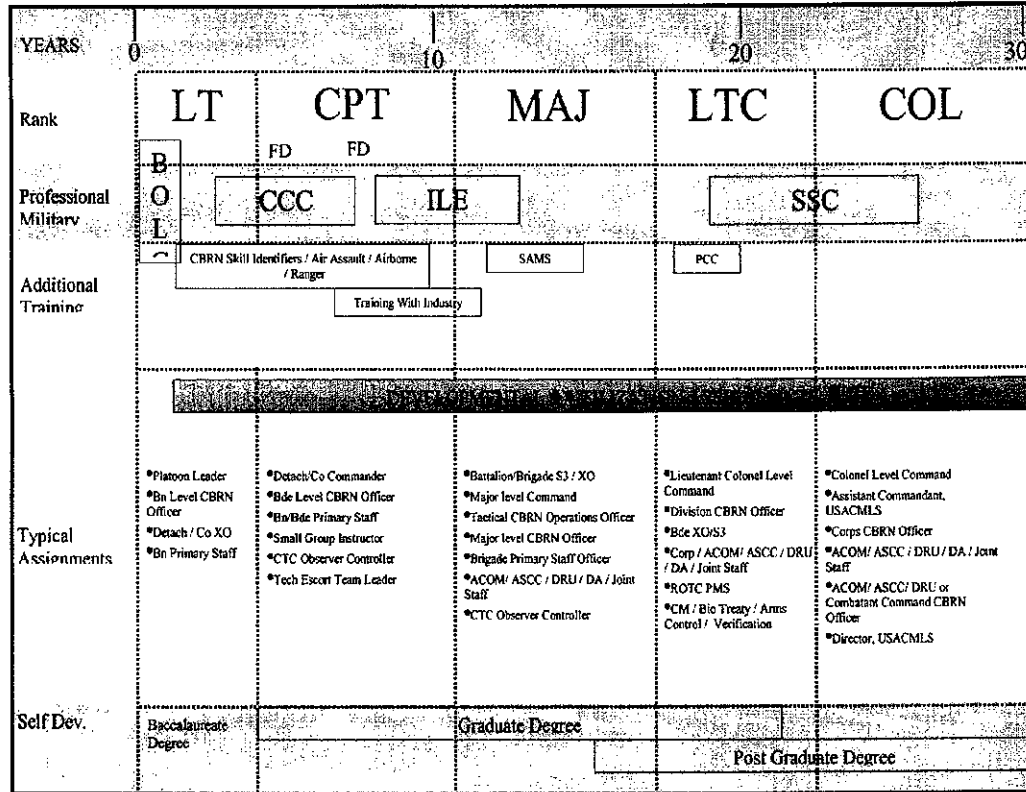 YEARS 0 10 20 30
Rank LT CPT MAJ LTC COL
FD FD
B
O
L
Professional
Military
CCC ILE SSC
Additional
Training
CBRN Skill Identifiers / Air Assault / Airborne
/ Ranger
SAMS
PCC
Training With Industry
DEVELOPMENTAL
Typical
Assignments
•Platoon Leader
•Bn Level CBRN
Officer
•Detach / Co XO
•Bn Primary Staff
•Detach/Co Commander
•Bde Level CBRN Officer
•Bn/Bde Primary Staff
•Small Group Instructor
•CTC Observer Controller
•Tech Escort Team Leader
•Battalion/Brigade S3 / XO
•Major level Command
•Tactical CBRN Operations Officer
•Major level CBRN Officer
•Brigade Primary Staff Officer
•ACOM/ ASCC / DRU / DA / Joint
Staff
•CTC Observer Controller
•Lieutenant Colonel Level
Command
•Division CBRN Officer
•Bde XO/S3
•Corp / ACOM/ ASCC / DRU
/ DA / Joint Staff
•ROTC PMS
•CM / Bio Treaty / Arms
Control / Verification
•Colonel Level Command
•Assistant Commandant,
USACMLS
•Corps CBRN Officer
•ACOM/ ASCC / DRU / DA / Joint
Staff
•ACOM/ ASCC/ DRU or
Combatant Command CBRN
Officer
•Director, USACMLS
Self Dev.
Baccalaureate
Degree
Graduate Degree
Post Graduate Degree